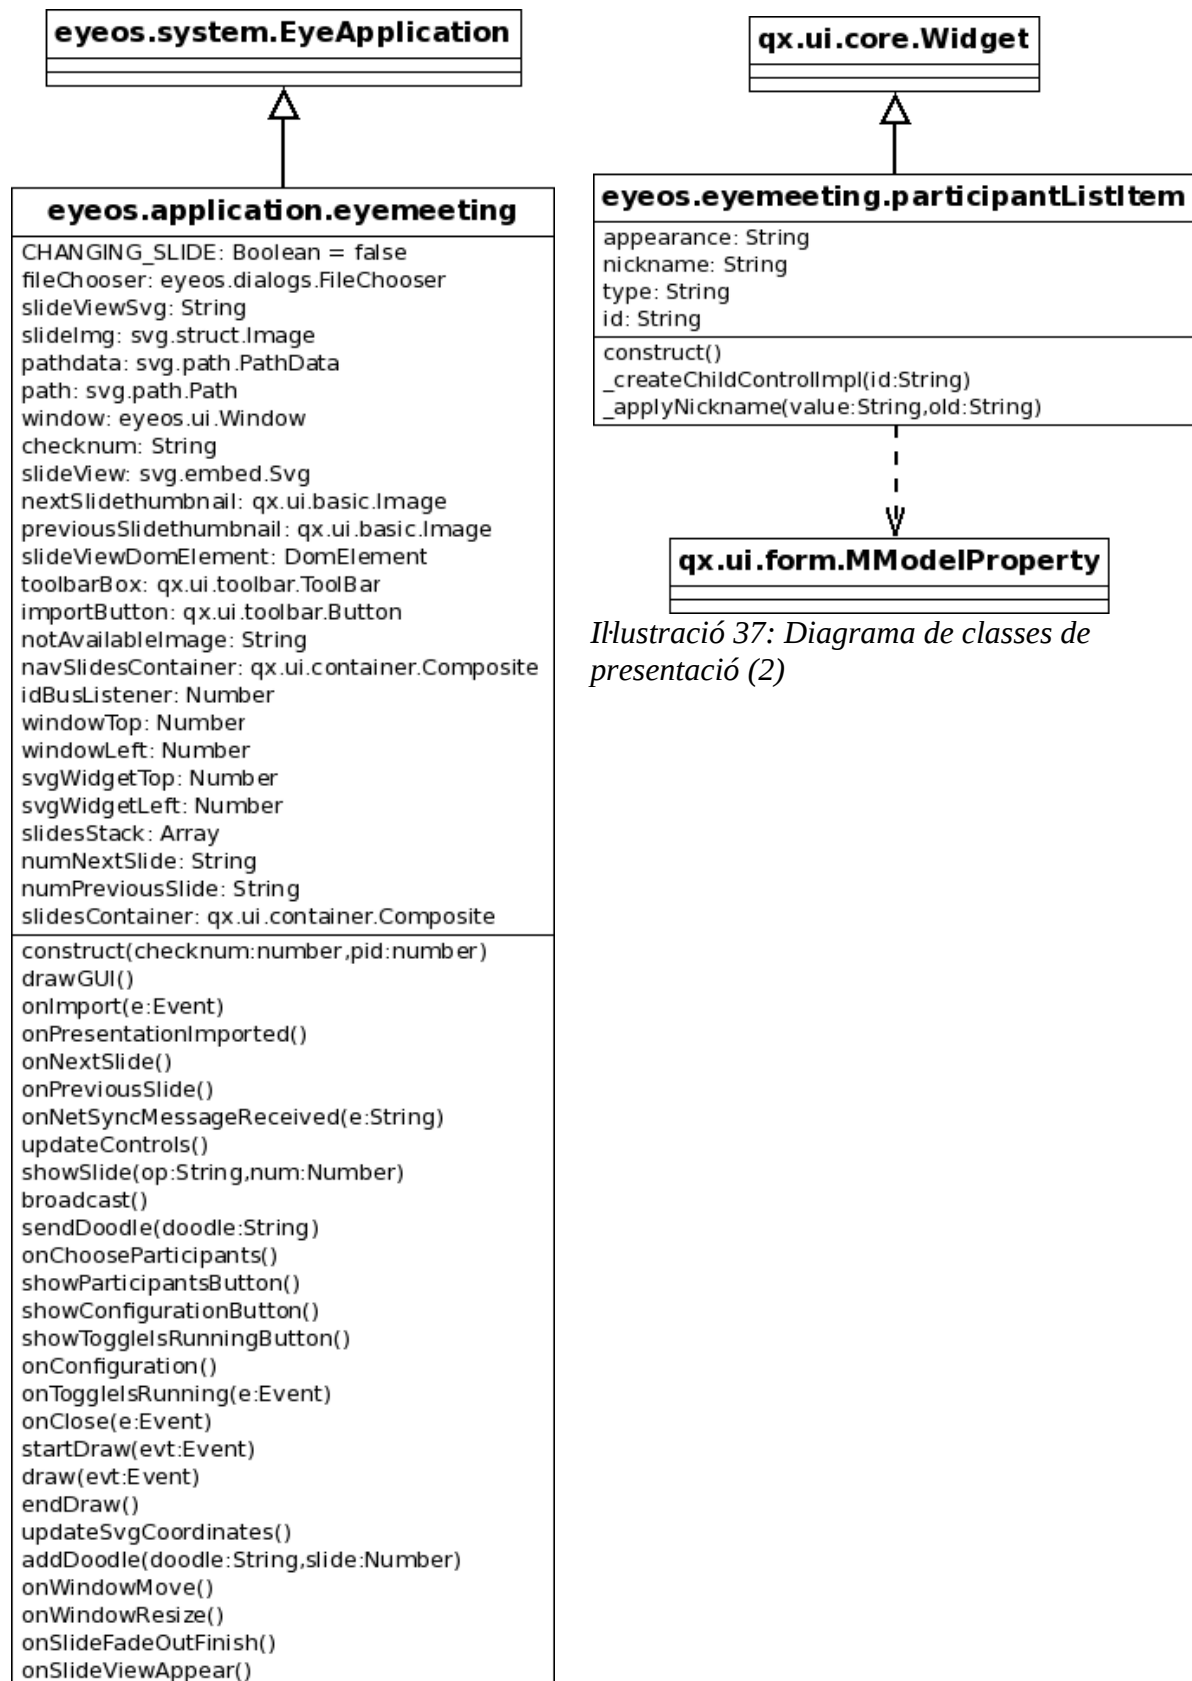 eyeos.system.EyeApplication
eyeos.application.eyemeeting
CHANGING_SLIDE: Boolean = false
fileChooser: eyeos.dialogs.FileChooser
slideViewSvg: String
slideImg: svg.struct.Image
pathdata: svg.path.PathData
path: svg.path.Path
window: eyeos.ui.Window
checknum: String
slideView: svg.embed.Svg
nextSlidethumbnail: qx.ui.basic.Image
previousSlidethumbnail: qx.ui.basic.Image
slideViewDomElement: DomElement
toolbarBox: qx.ui.toolbar.ToolBar
importButton: qx.ui.toolbar.Button
notAvailableImage: String
navSlidesContainer: qx.ui.container.Composite
idBusListener: Number
windowTop: Number
windowLeft: Number
svgWidgetTop: Number
svgWidgetLeft: Number
slidesStack: Array
numNextSlide: String
numPreviousSlide: String
slidesContainer: qx.ui.container.Composite
construct(checknum:number,pid:number)
drawGUI()
onImport(e:Event)
onPresentationImported()
onNextSlide()
onPreviousSlide()
onNetSyncMessageReceived(e:String)
updateControls()
showSlide(op:String,num:Number)
broadcast()
sendDoodle(doodle:String)
onChooseParticipants()
showParticipantsButton()
showConfigurationButton()
showToggleIsRunningButton()
onConfiguration()
onToggleIsRunning(e:Event)
onClose(e:Event)
startDraw(evt:Event)
draw(evt:Event)
endDraw()
updateSvgCoordinates()
addDoodle(doodle:String,slide:Number)
onWindowMove()
onWindowResize()
onSlideFadeOutFinish()
onSlideViewAppear()
qx.ui.core.Widget
eyeos.eyemeeting.participantListItem
appearance: String
nickname: String
type: String
id: String
construct()
_createChildControlImpl(id:String)
_applyNickname(value:String,old:String)
qx.ui.form.MModelProperty
Il·lustració 37: Diagrama de classes de
presentació (2)